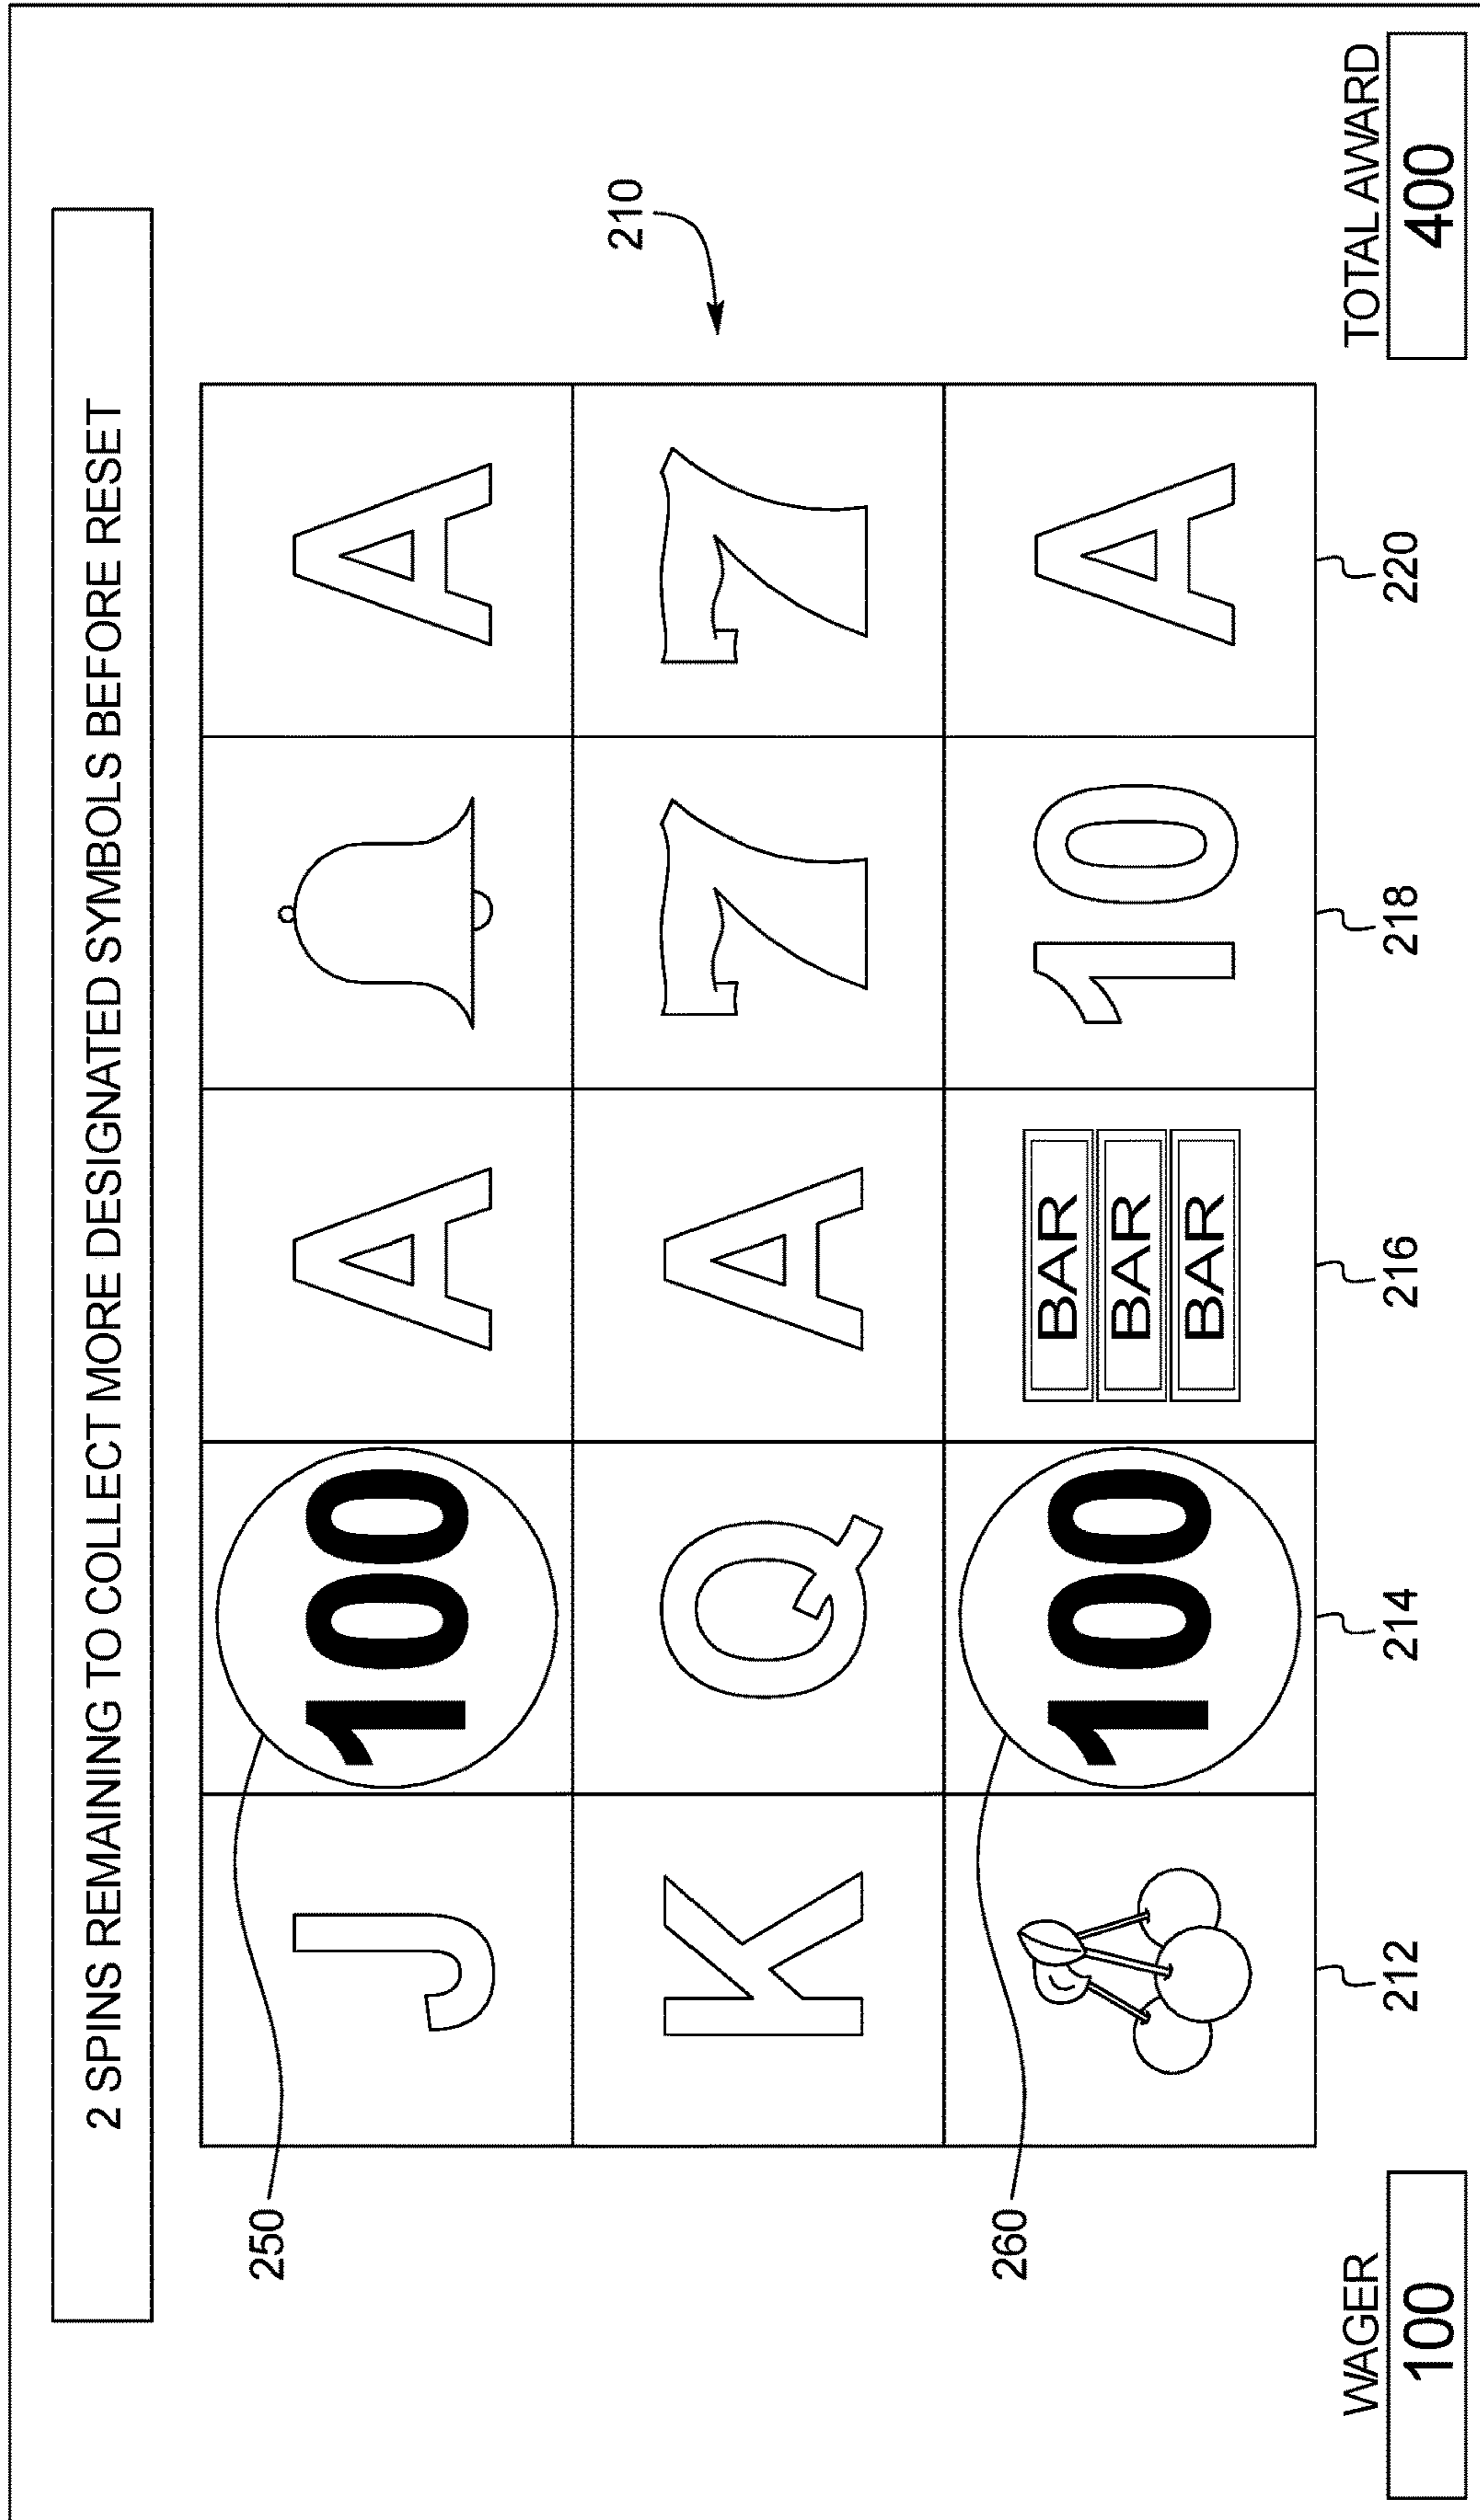 2 SPINS REMAINING TO COLLECT MORE DESIGNATED SYMBOLS BEFORE RESET
250
J 100 A A
210
K Q A 7 7
260
100 BAR 10 A
BAR
BAR
212 214 216 218 220
WAGER
100
TOTAL AWARD
400